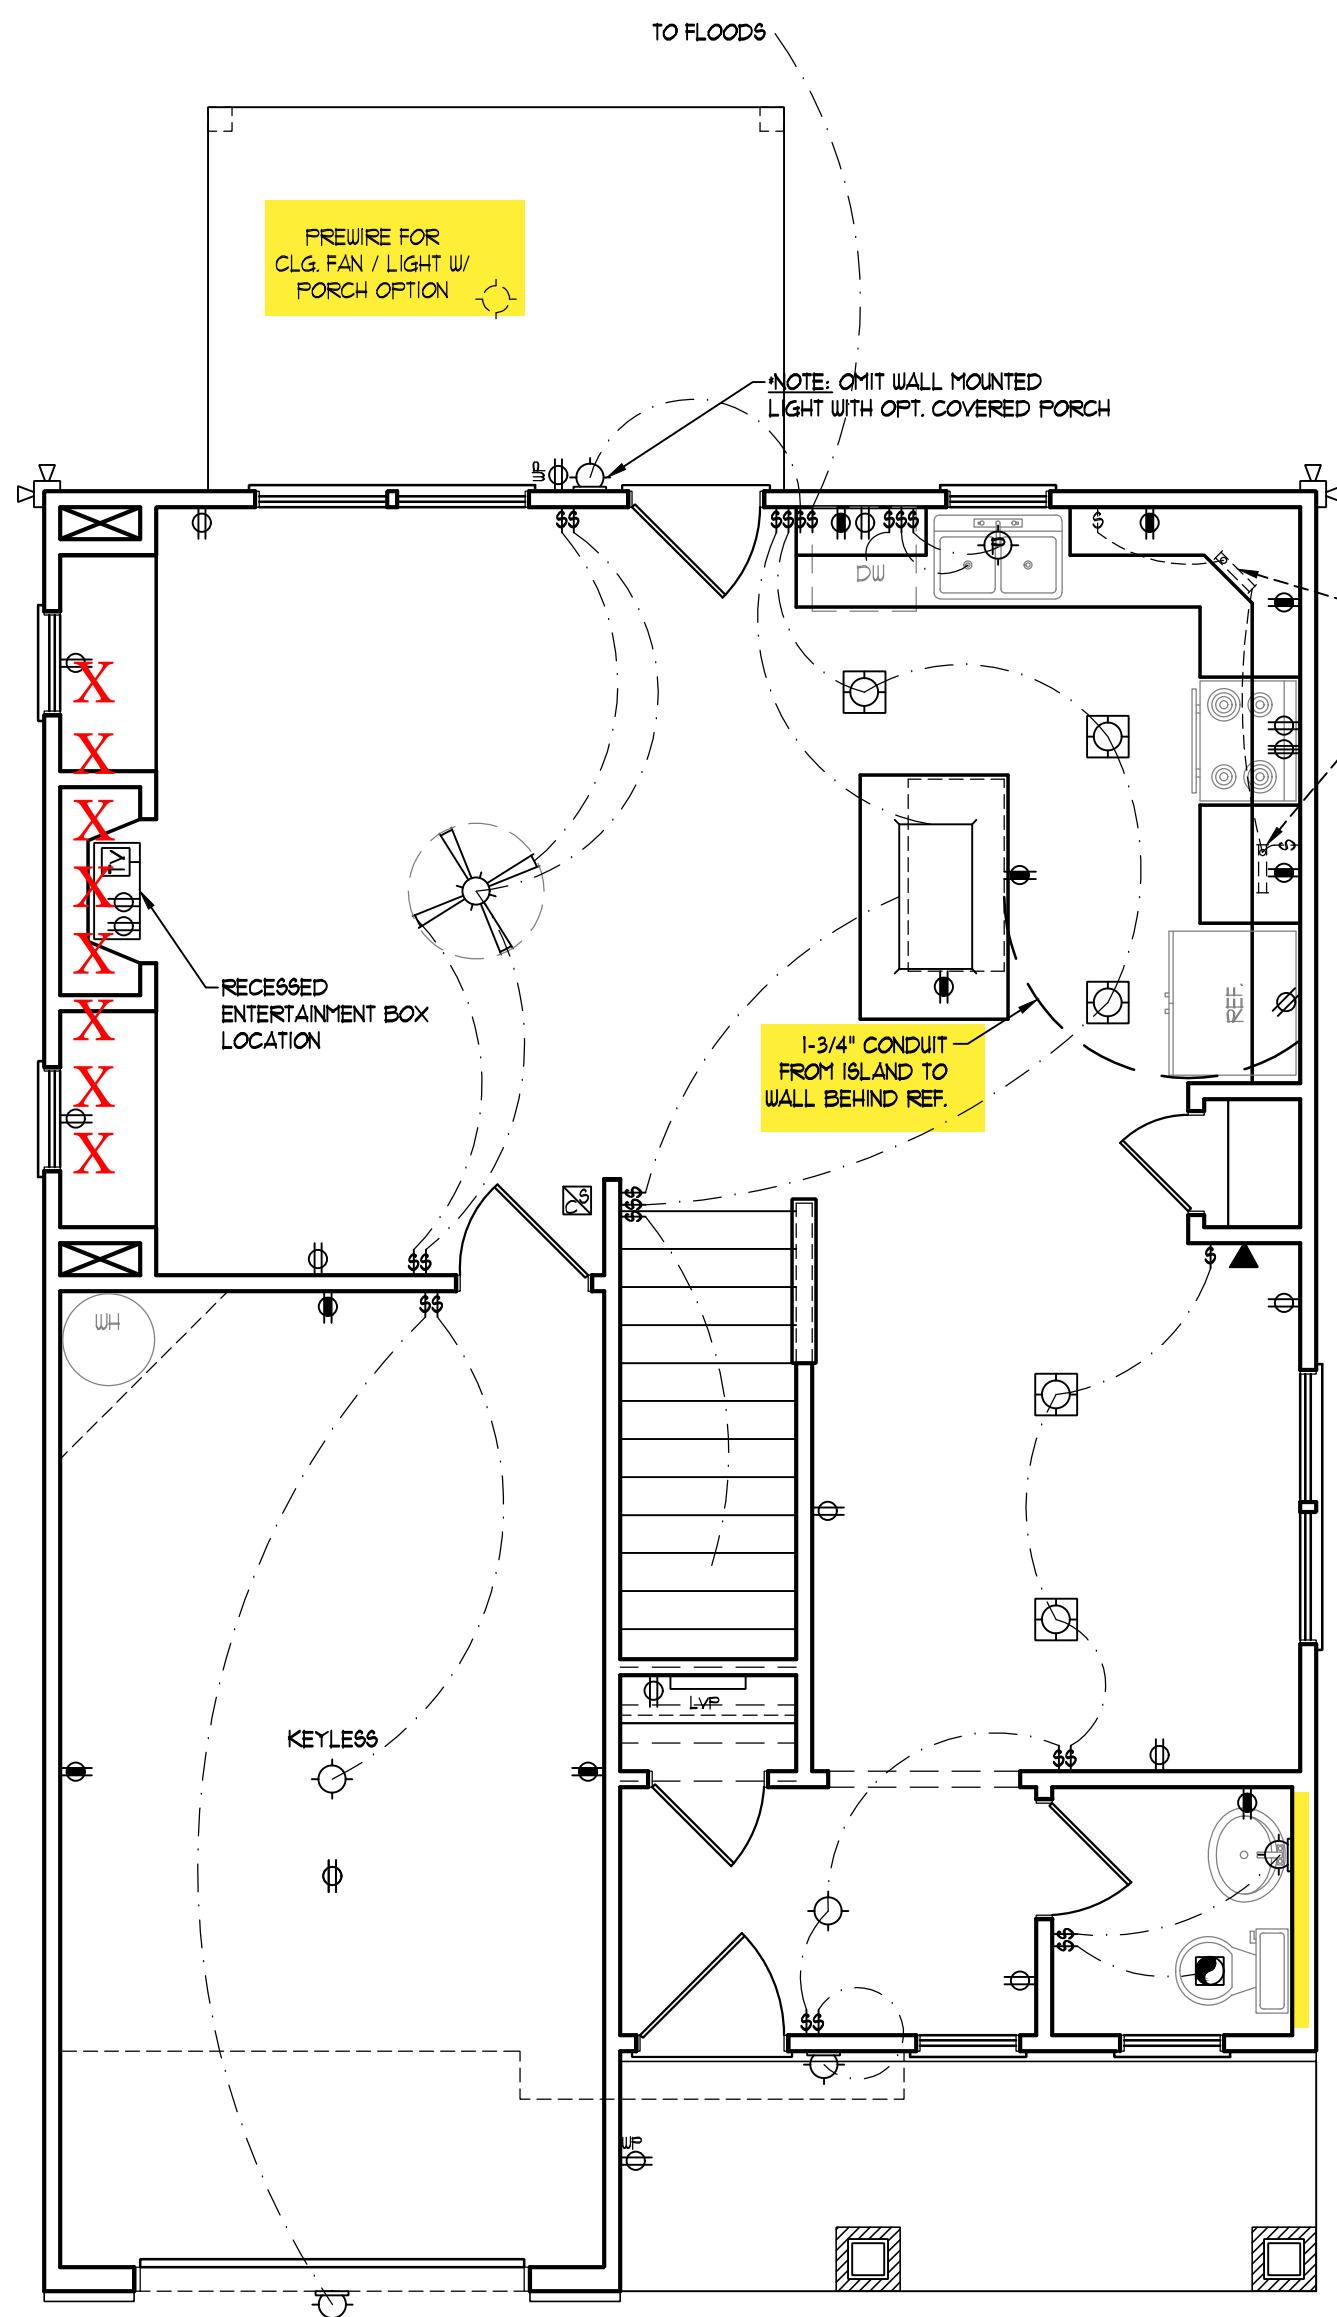 TO FLOODS
PREWIRE FOR
CLG. FAN / LIGHT W/
PORCH OPTION
*NOTE: OMIT WALL MOUNTED
LIGHT WITH OPT. COVERED PORCH
WP
$$
$$$$
$$$
$
DW
$
X
X
X
X
X
X
X
X
TV
REF.
RECESSED
ENTERTAINMENT BOX
LOCATION
1-3/4" CONDUIT
FROM ISLAND TO
WALL BEHIND REF.
C S
$$$
$$
$
$$
WH
LVP
KEYLESS
$$
$$
$$
WP